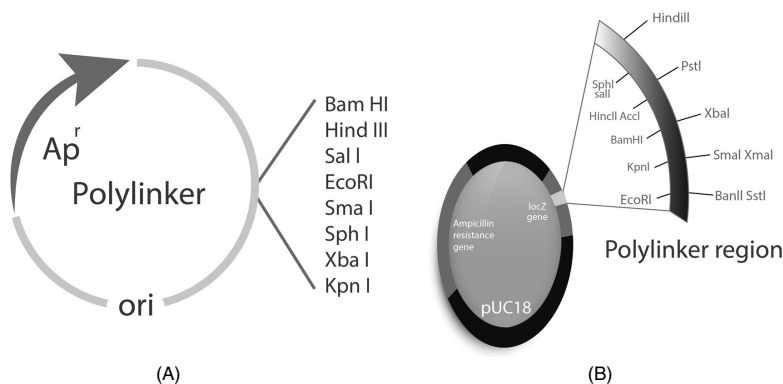 Ap r
Polylinker
ori
Bam HI
Hind III
Sal I
EcoRI
Sma I
Sph I
Xba I
Kpn I
(A)
HindiII
PstI
SphI
salI
HincII AccI
XbaI
BamHI
KpnI
SmaI XmaI
EcoRI
BanII SstI
locZ
gene
Ampicillin
resistance
gene
pUC18
Polylinker region
(B)